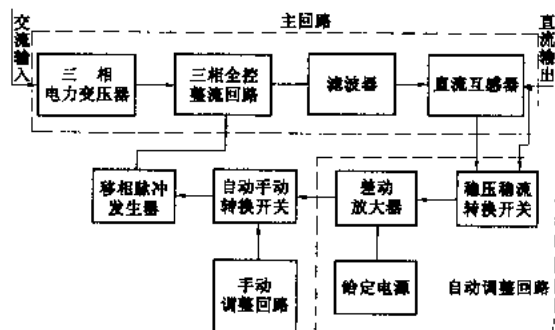 主回路
交流输入
直流输出
三 相
电力变压器
三相全控
整流回路
滤波器
直流互感器
移相脉冲
发生器
自动手动
转换开关
差动
放大器
稳压稳流
转换开关
手动
调整回路
给定电源
自动调整回路